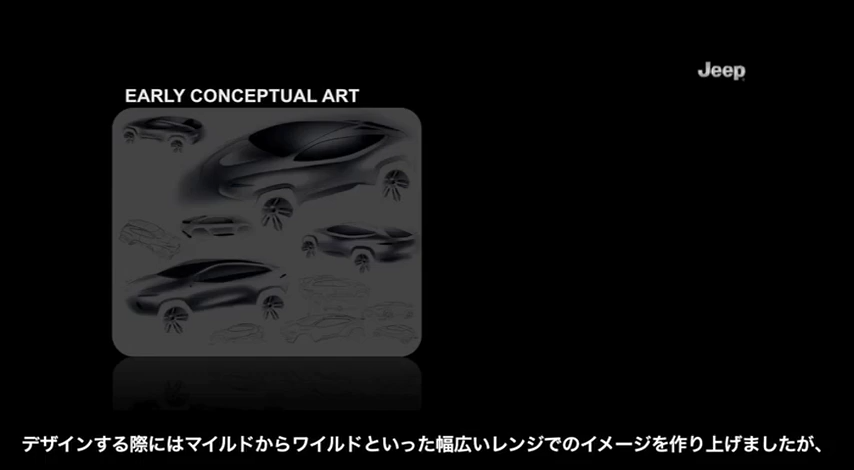 Jeep
EARLY CONCEPTUAL ART
デザインする際にはマイルドからワイルドといった幅広いレンジでのイメージを作り上げましたが、